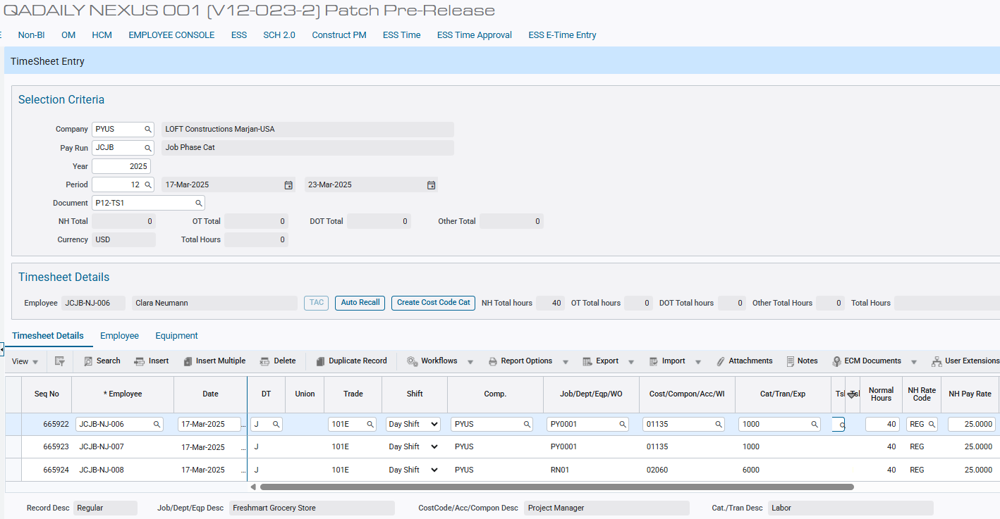 QADAILY NEXUS 001 (V12-023-2) Patch Pre-Release
E Non-BI OM HCM EMPLOYEE CONSOLE ESS SCH 2.0 Construct PM ESS Time ESS Time Approval ESS E-Time Entry
TimeSheet Entry
Selection Criteria
Company PYUS LOFT Constructions Marjan-USA
Pay Run JCJB Job Phase Cat
Year 2025
Period 12 17-Mar-2025 23-Mar-2025
Document P12-TS1
NH Total 0 OT Total 0 DOT Total 0 Other Total 0
Currency USD Total Hours 0
Timesheet Details
Employee JCJB-NJ-006 Clara Neumann TAC Auto Recall Create Cost Code Cat NH Total hours 40 OT Total hours 0 DOT Total hours 0 Other Total Hours 0 Total Hours
Timesheet Details Employee Equipment
View Search Insert Insert Multiple Delete Duplicate Record Workflows Report Options Export Import Attachments Notes ECM Documents User Extensions
Seq No * Employee Date DT Union Trade Shift Comp. Job/Dept/Eqp/WO Cost/Compon/Acc/WI Cat/Tran/Exp Normal Hours NH Rate Code NH Pay Rate
665922 JCJB-NJ-006 17-Mar-2025 ... J 101E Day Shift PYUS PY0001 01135 1000 40 REG 25.0000
665923 JCJB-NJ-007 17-Mar-2025 ... J 101E Day Shift PYUS PY0001 01135 1000 40 REG 25.0000
665924 JCJB-NJ-008 17-Mar-2025 ... J 101E Day Shift PYUS RN01 02060 6000 40 REG 25.0000
Record Desc Regular Job/Dept/Eqp Desc Freshmart Grocery Store CostCode/Acc/Compon Desc Project Manager Cat./Tran Desc Labor